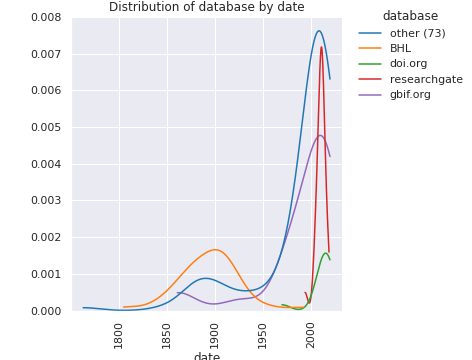 Distribution of database by date
database
other (73)
BHL
doi.org
researchgate
gbif.org
0.008
0.007
0.006
0.005
0.004
0.003
0.002
0.001
0.000
1800
1850
1900
1950
2000
date